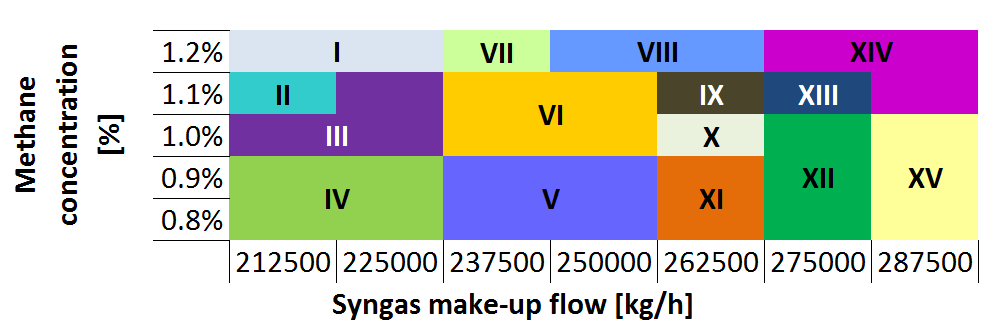 Methane
concentration
[%]
1.2% I VII VIII XIV
1.1% II IX XIII
VI
1.0% III X
0.9% XII XV
IV V XI
0.8%
212500 225000 237500 250000 262500 275000 287500
Syngas make-up flow [kg/h]